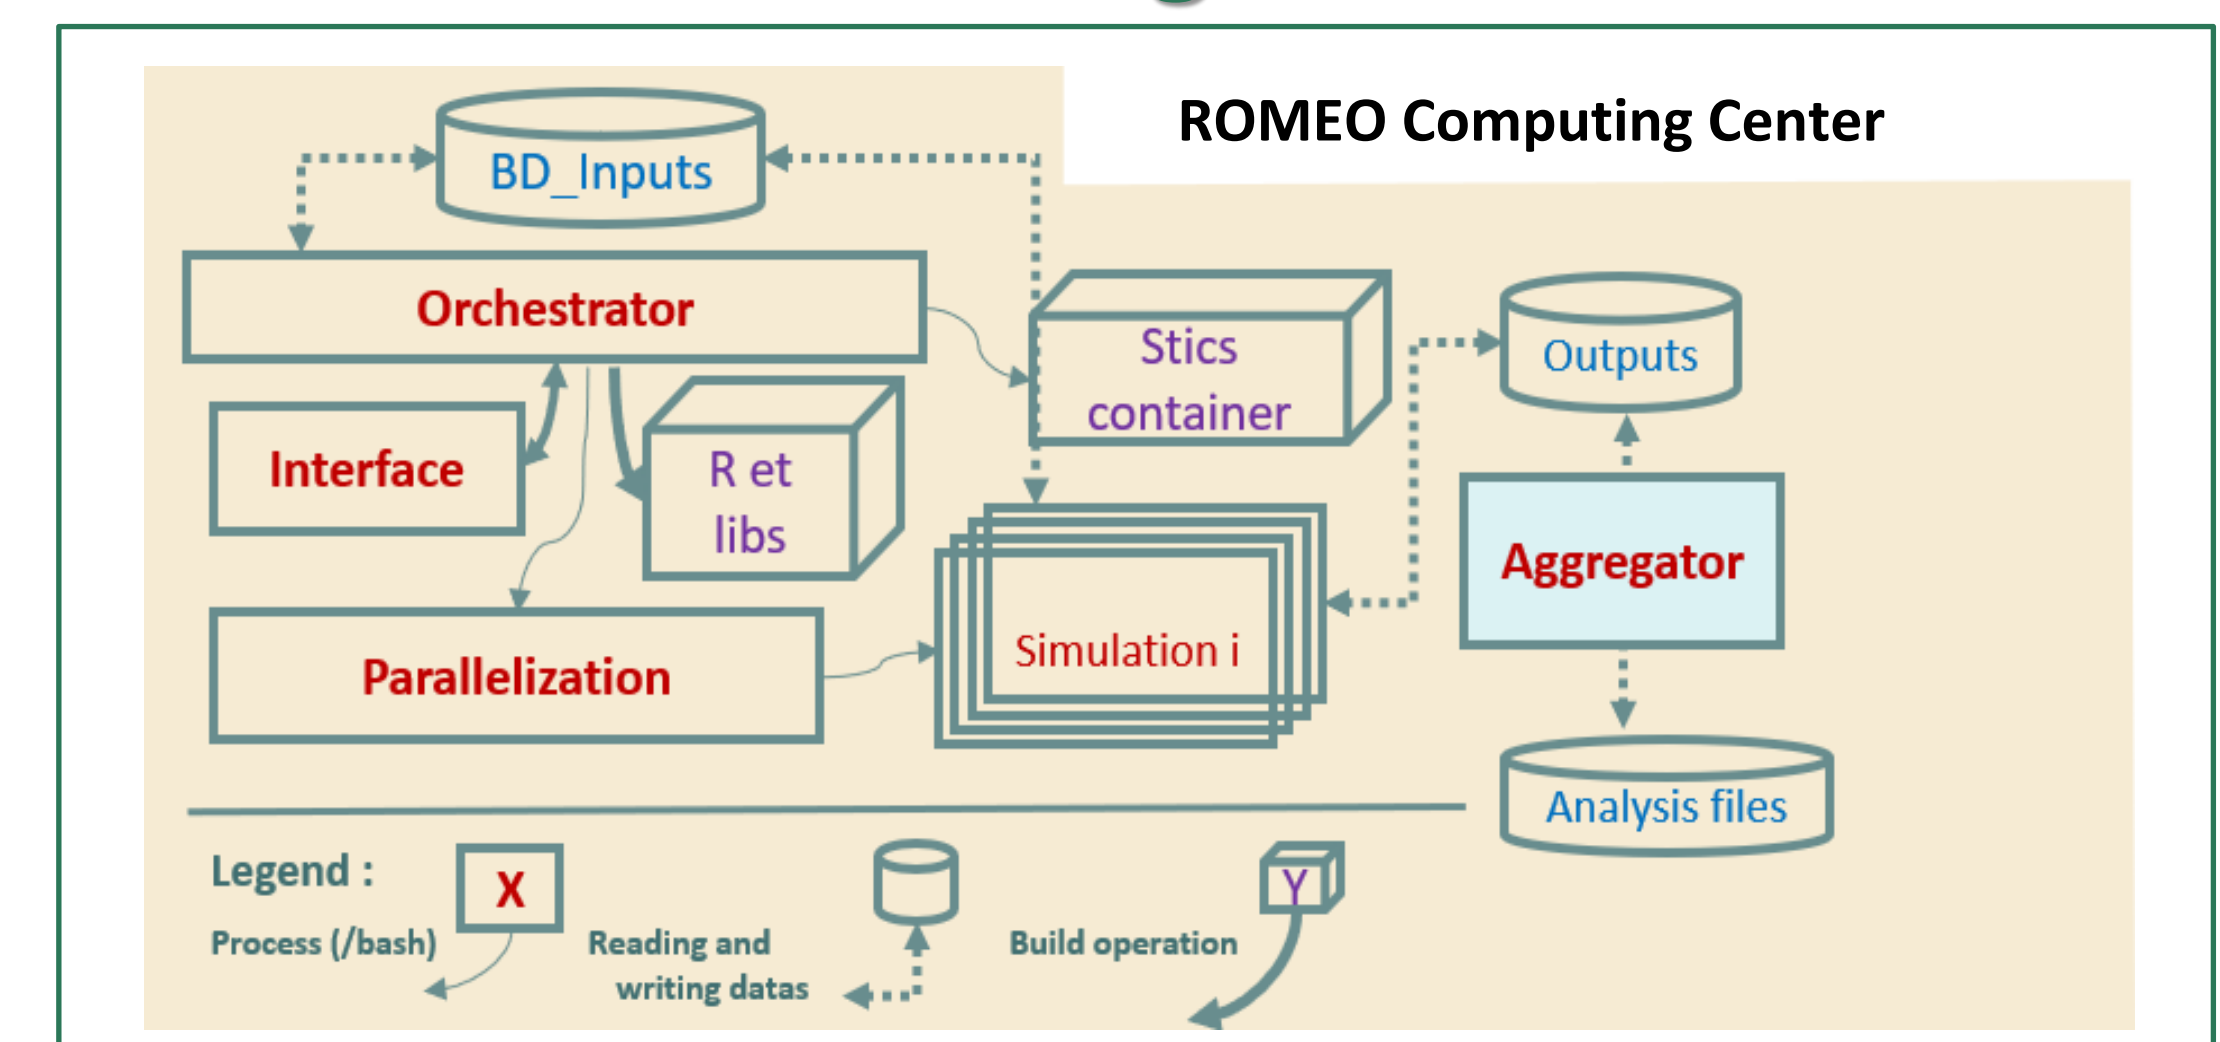 ROMEO Computing Center
BD_Inputs
Orchestrator
Stics
container
Outputs
Interface
R et
libs
Aggregator
Simulation i
Parallelization
Analysis files
Legend :
X
Y
Process (/bash)
Reading and
writing datas
Build operation